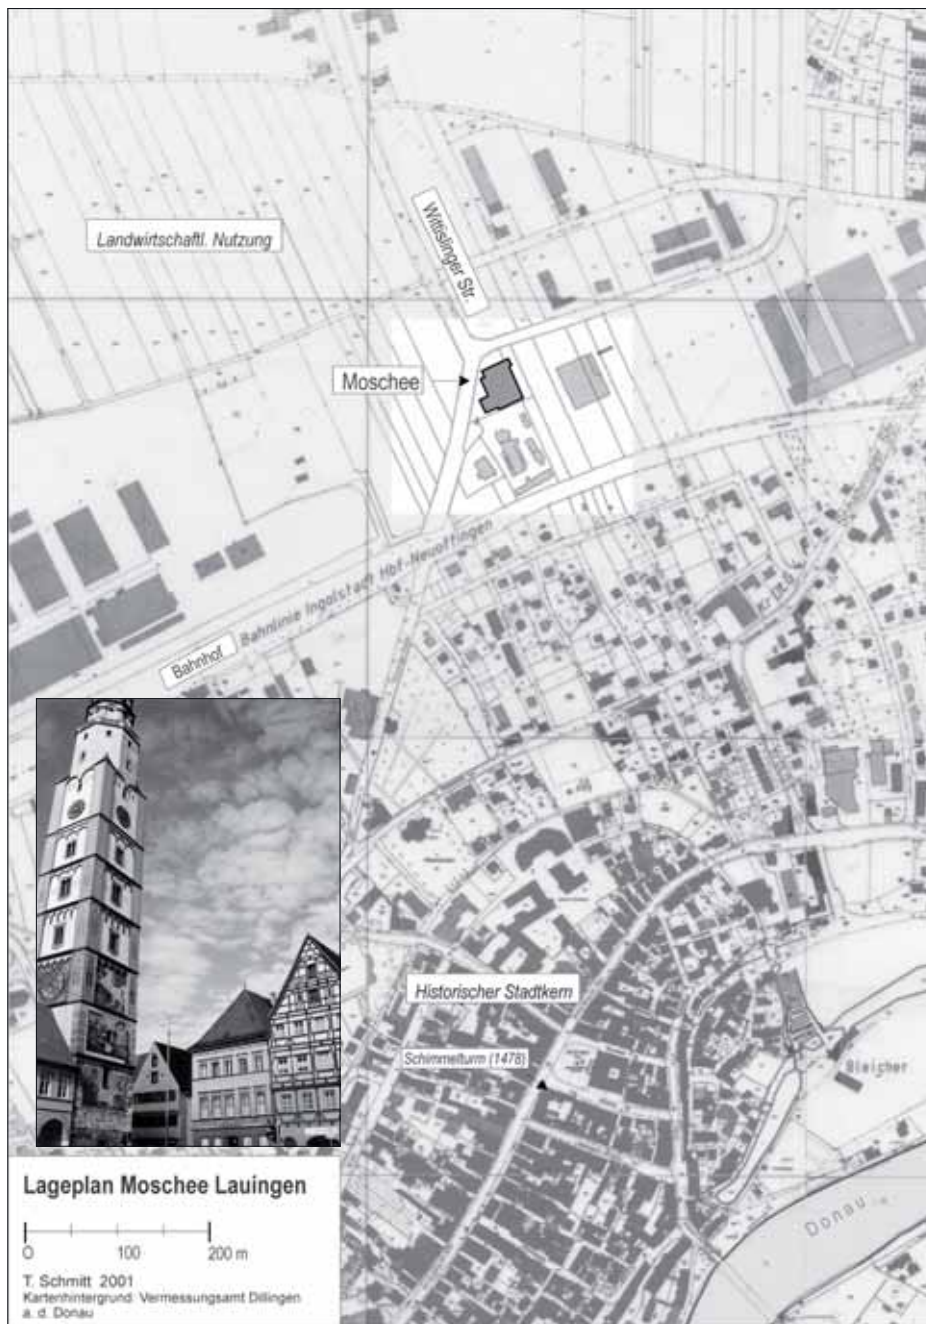 Landwirtschaftl. Nutzung
Wittislinger Str.
Moschee
Bahnlinie Ingolstadt Hbf-Neuoffingen
Bahnhof
Historischer Stadtkern
Schimmelturm (1478)
Bleicher
Donau
Lageplan Moschee Lauingen
0 100 200 m
T. Schmitt 2001
Kartenhintergrund: Vermessungsamt Dillingen
a. d. Donau